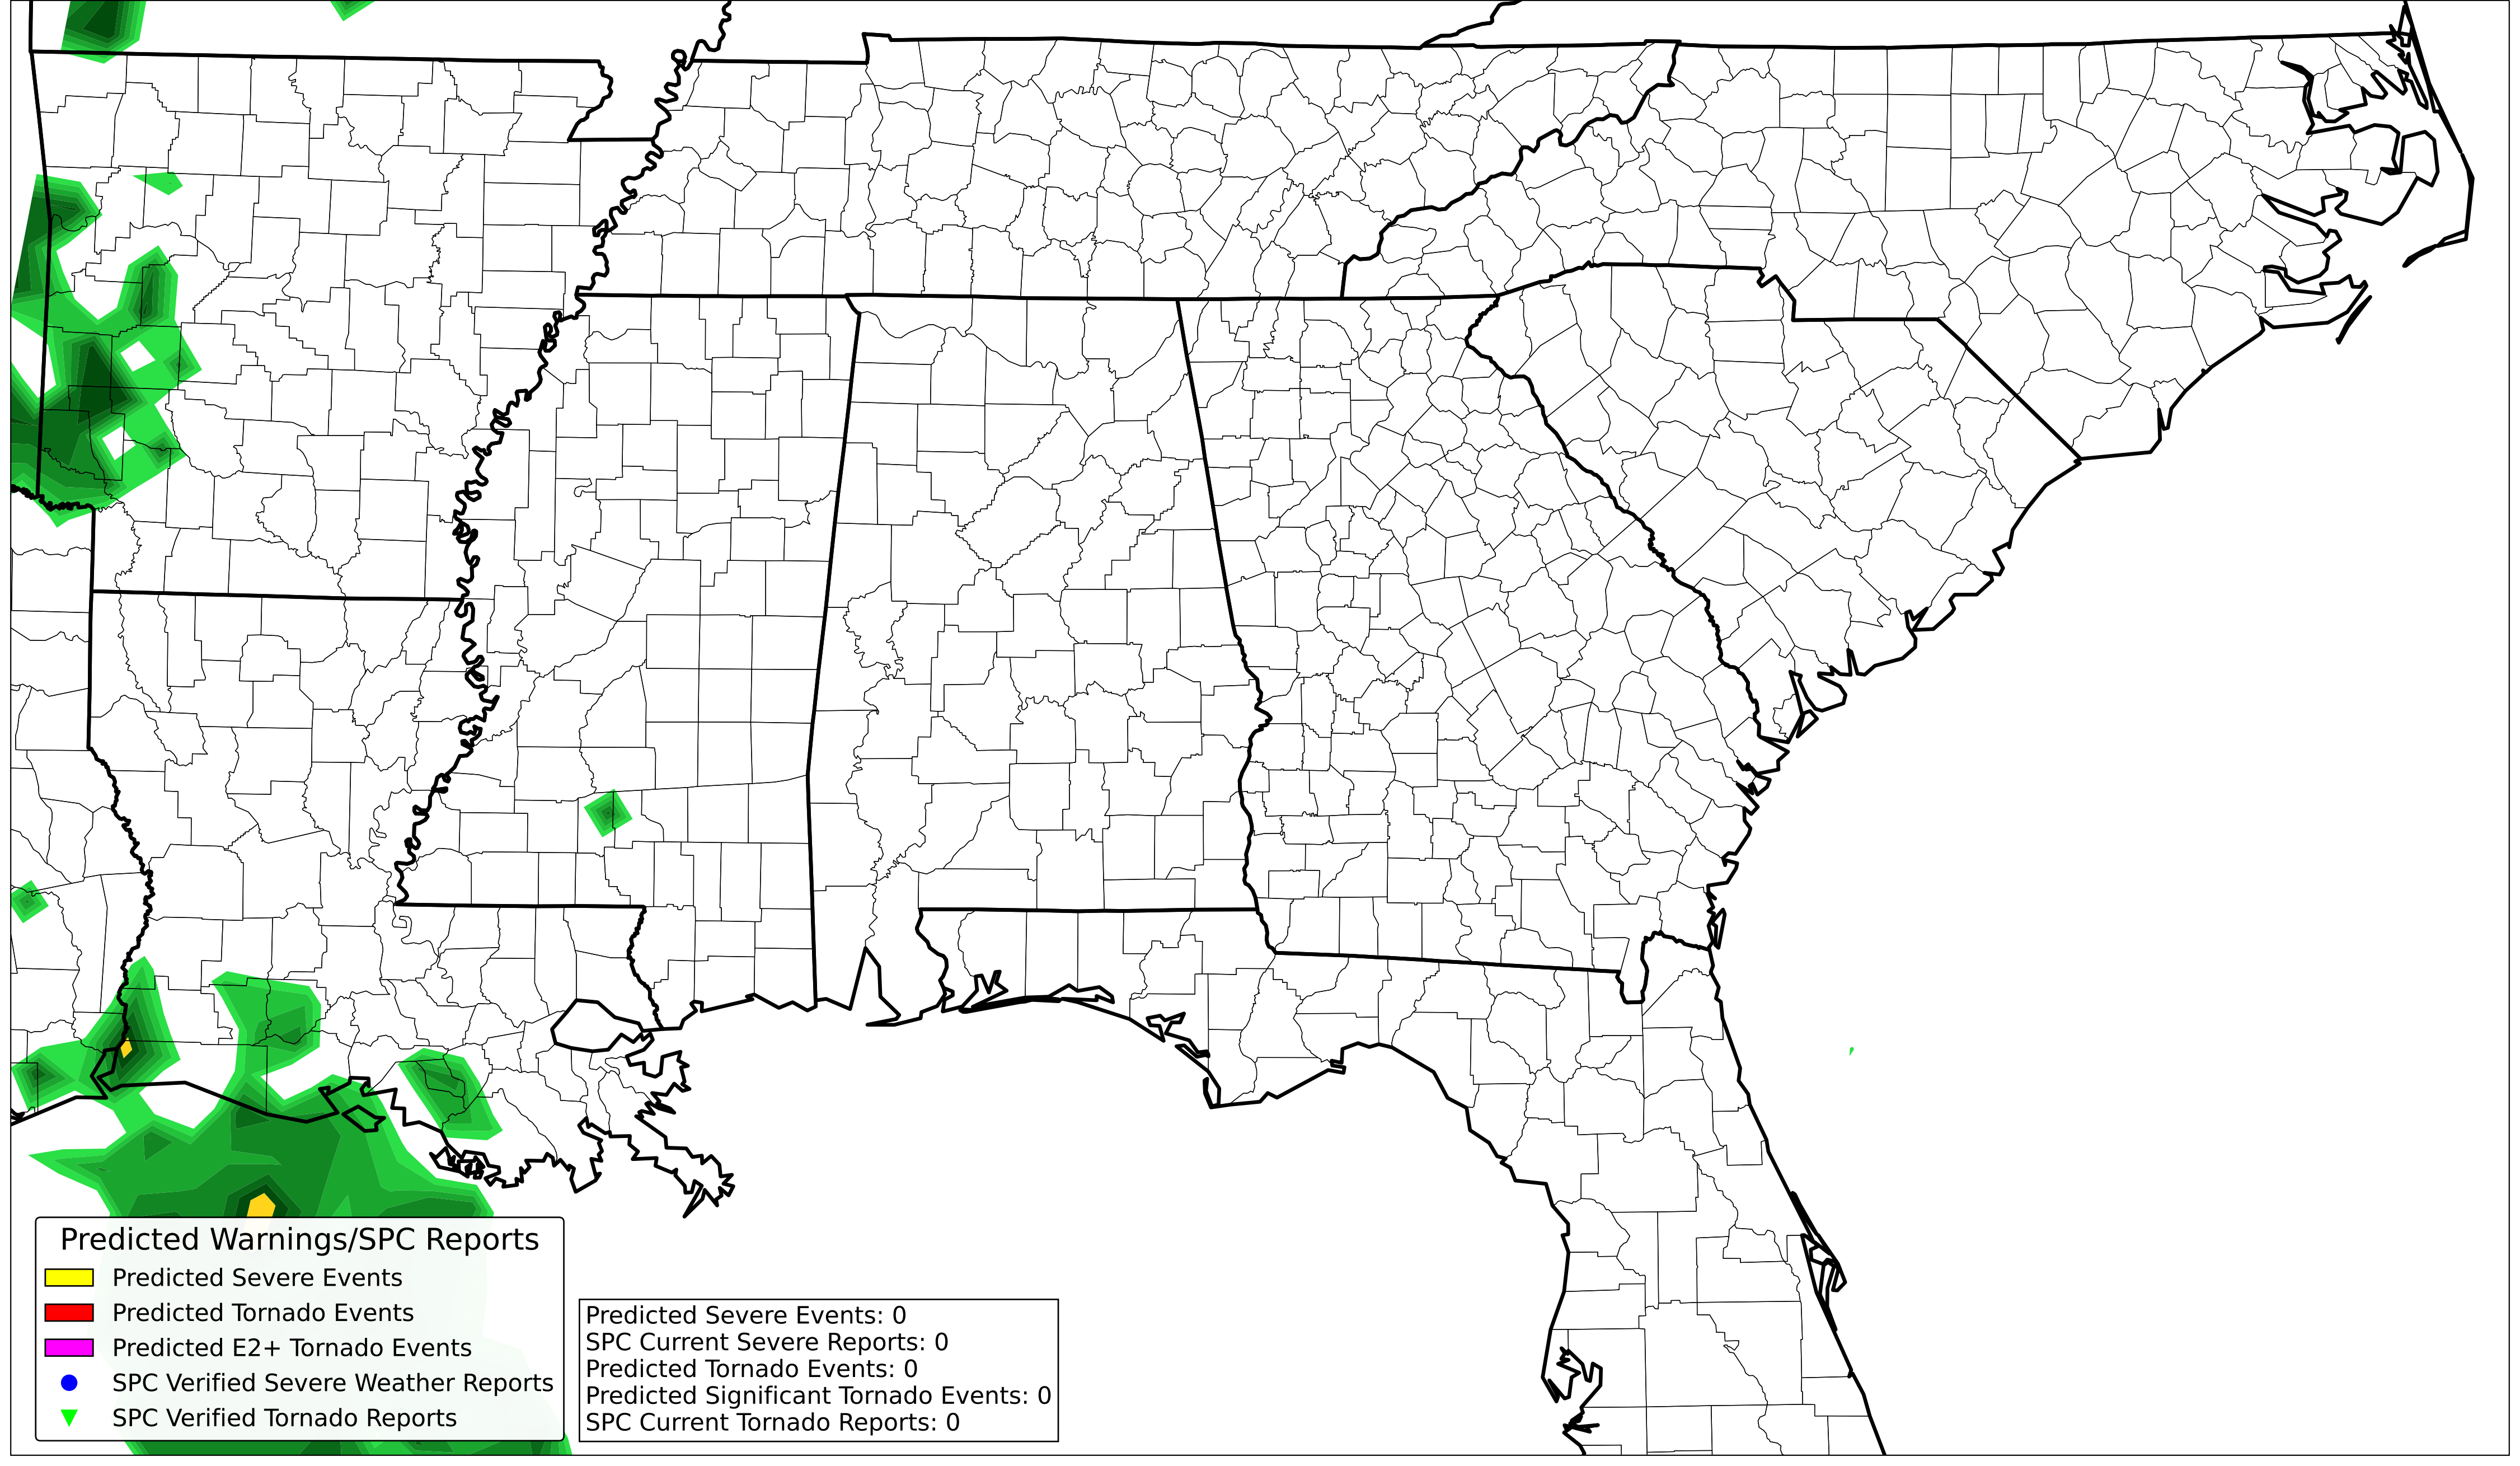 Predicted Warnings/SPC Reports
Predicted Severe Events
Predicted Tornado Events
Predicted E2+ Tornado Events
SPC Verified Severe Weather Reports
SPC Verified Tornado Reports
Predicted Severe Events: 0
SPC Current Severe Reports: 0
Predicted Tornado Events: 0
Predicted Significant Tornado Events: 0
SPC Current Tornado Reports: 0